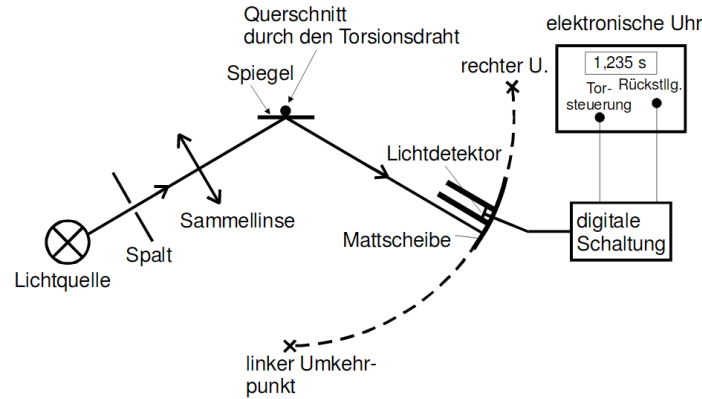 Querschnitt
durch den Torsionsdraht
Spiegel
elektronische Uhr
1,235 s
Tor-
steuerung
Rückstllg.
rechter U.
Lichtdetektor
Sammellinse
Mattscheibe
digitale
Schaltung
Spalt
Lichtquelle
linker Umkehr-
punkt